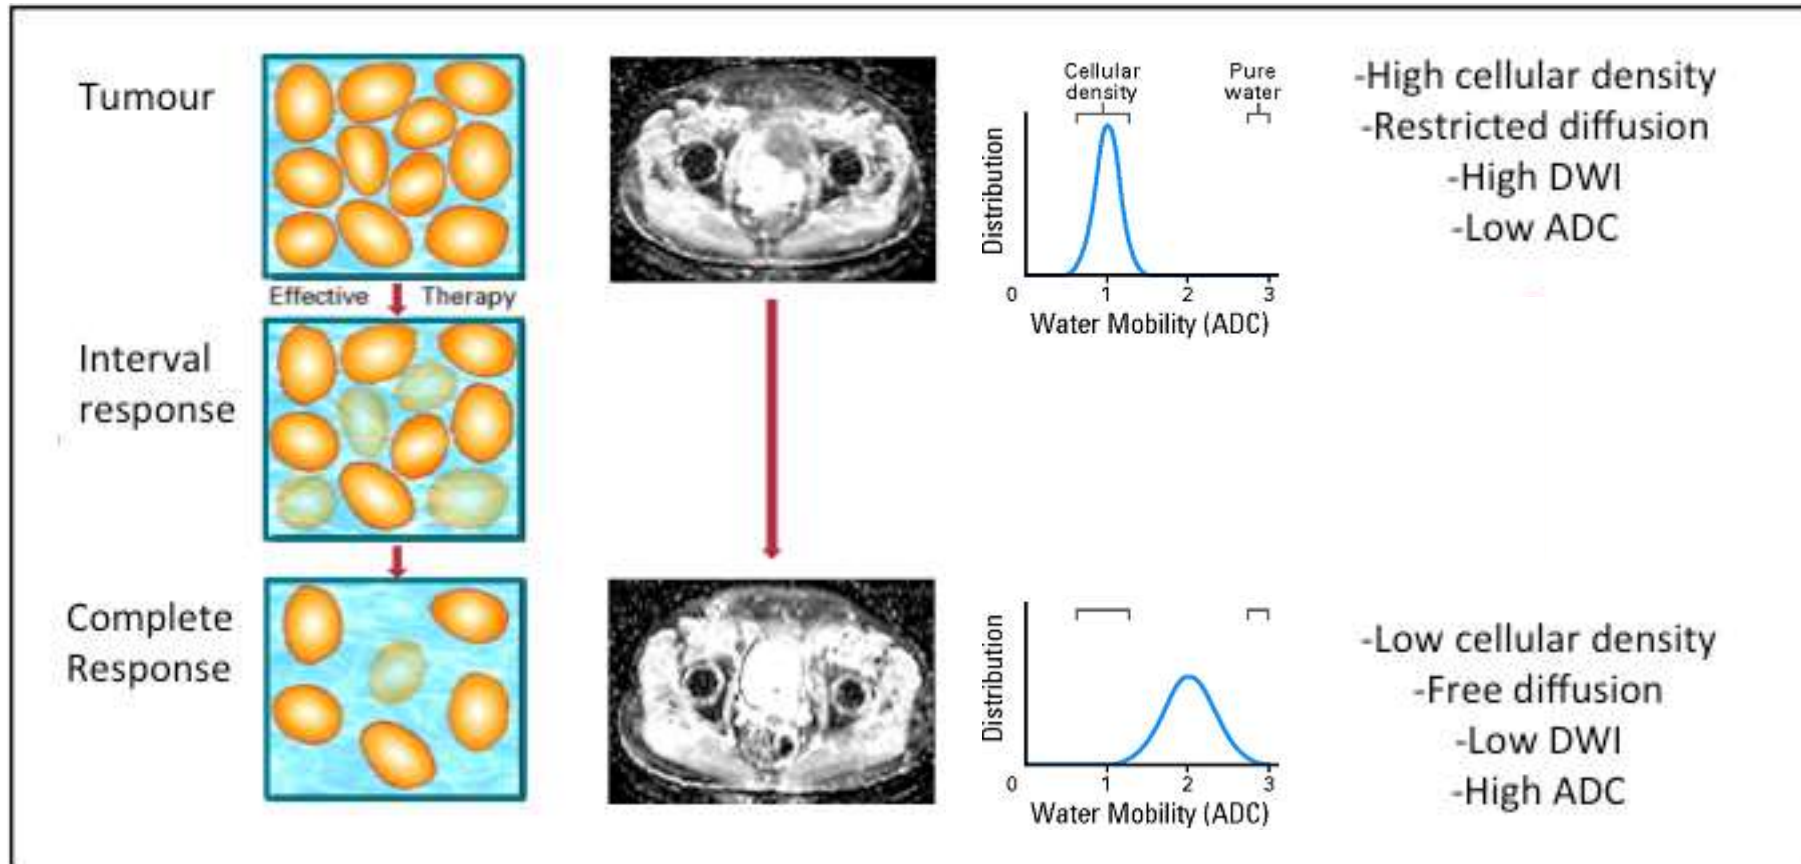 Tumour
Cellular
density
Pure
water
Distribution
0 1 2 3
Water Mobility (ADC)
-High cellular density
-Restricted diffusion
-High DWI
-Low ADC
Effective Therapy
Interval
response
Complete
Response
Distribution
0 1 2 3
Water Mobility (ADC)
-Low cellular density
-Free diffusion
-Low DWI
-High ADC